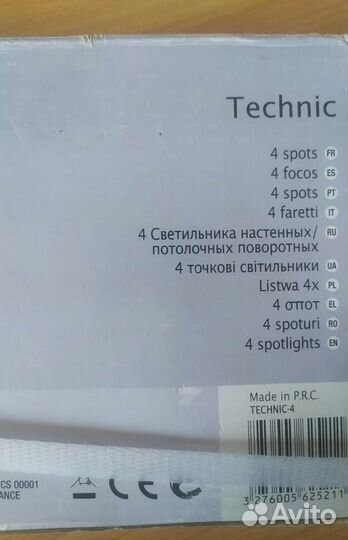 Technic
4 spots FR
4 focos ES
4 spots PT
4 faretti IT
4 Светильника настенных/ RU
потолочных поворотных
4 точкові світильники UA
Listwa 4x PL
4 σποτ EL
4 spoturi RO
4 spotlights EN
Made in P.R.C.
TECHNIC-4
CS 00001
ANCE
CE
3 276005 625211
Avito